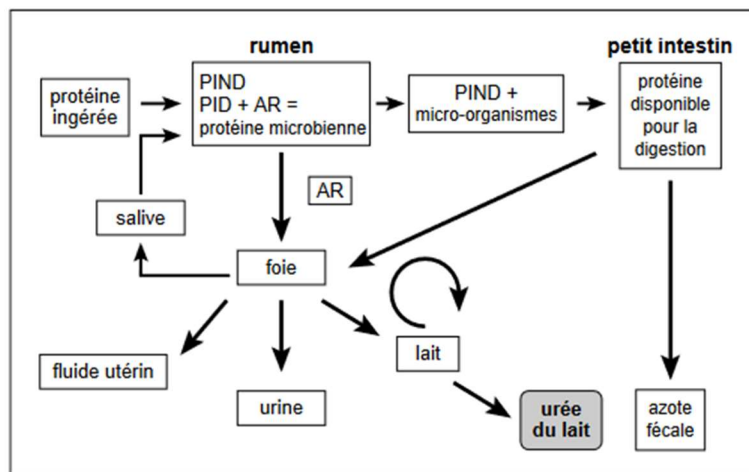 rumen
petit intestin
protéine
ingérée
PIND
PID + AR =
protéine microbienne
PIND +
micro-organismes
protéine
disponible
pour la
digestion
AR
salive
foie
lait
fluide utérin
urine
urée
du lait
azote
fécale